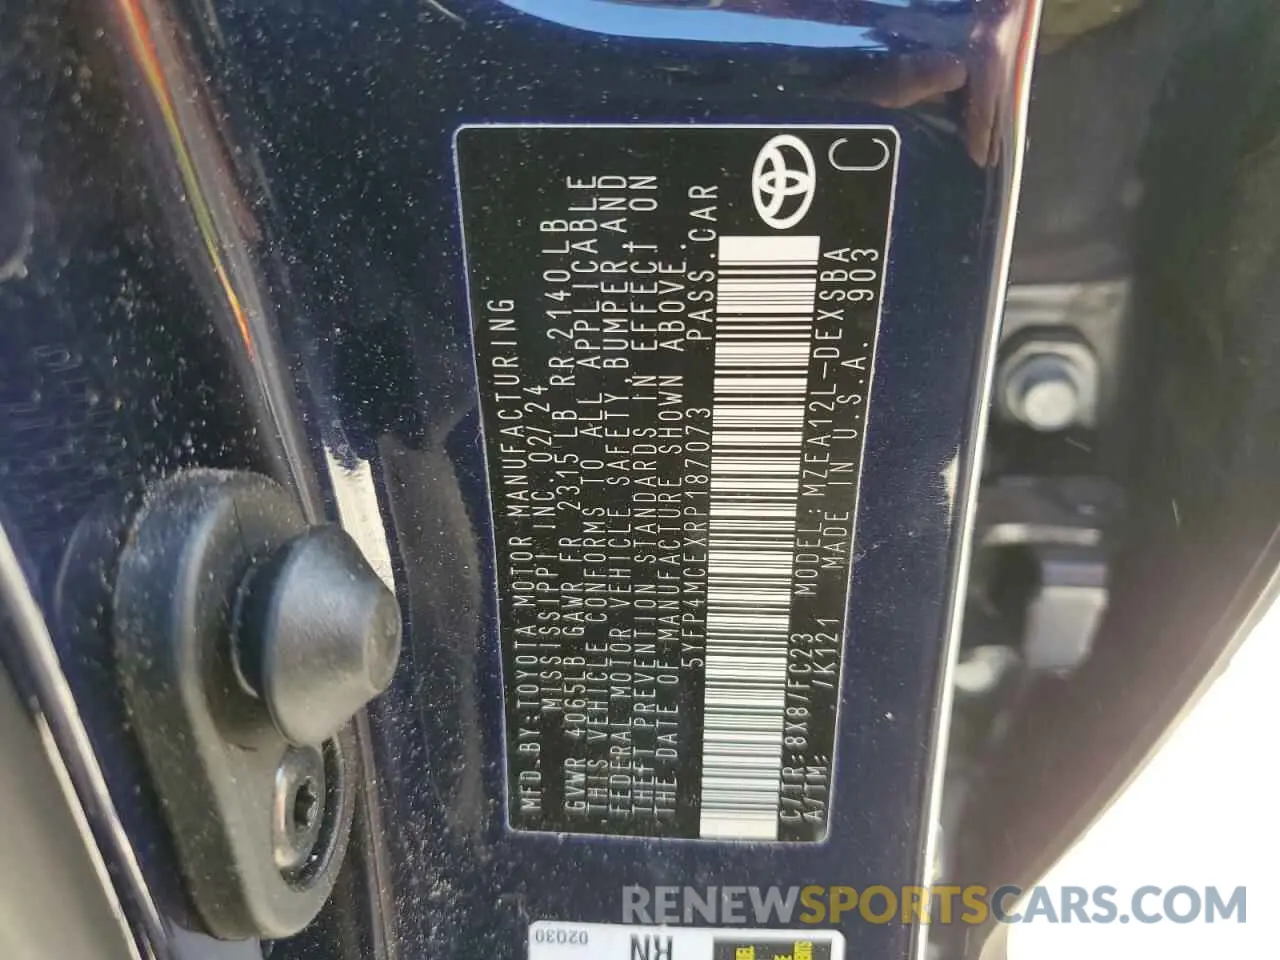 MFD.BY:TOYOTA MOTOR MANUFACTURING
MISSISSIPPI INC.02/24
GVWR 4065LB GAWR FR 2315LB RR 2140LB
THIS VEHICLE CONFORMS TO ALL APPLICABLE
FEDERAL MOTOR VEHICLE SAFETY, BUMPER, AND
THEFT PREVENTION STANDARDS IN EFFECT ON
THE DATE OF MANUFACTURE SHOWN ABOVE.
5YFP4MCEXRP187073 PASS.CAR
C/TR:8X8/FC23 MODEL:MZEA12L-DEXSBA
A/TM: /K121 MADE IN U.S.A. 903
C
02030
RN
RENEWSPORTSCARS.COM